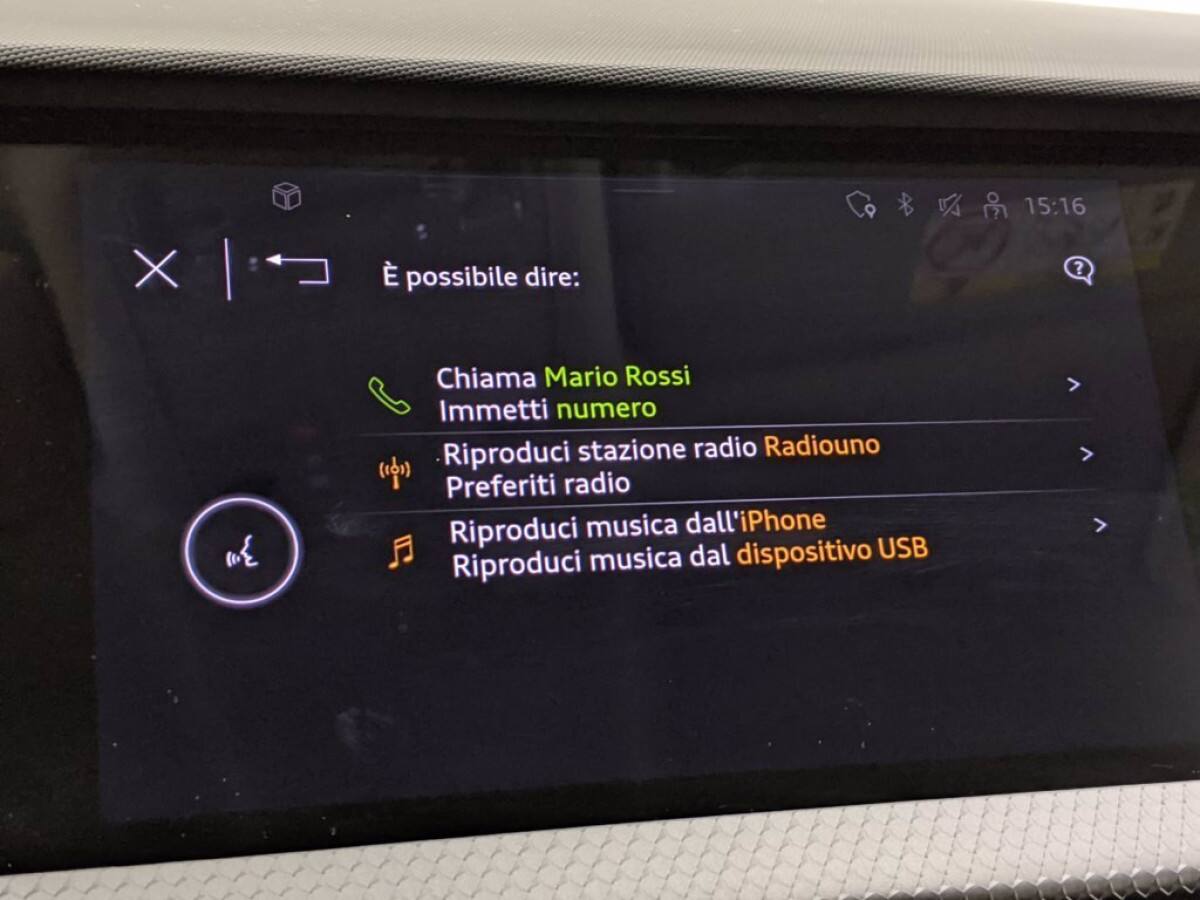 15:16
È possibile dire:
Chiama Mario Rossi
Immetti numero
Riproduci stazione radio Radiouno
Preferiti radio
Riproduci musica dall'iPhone
Riproduci musica dal dispositivo USB